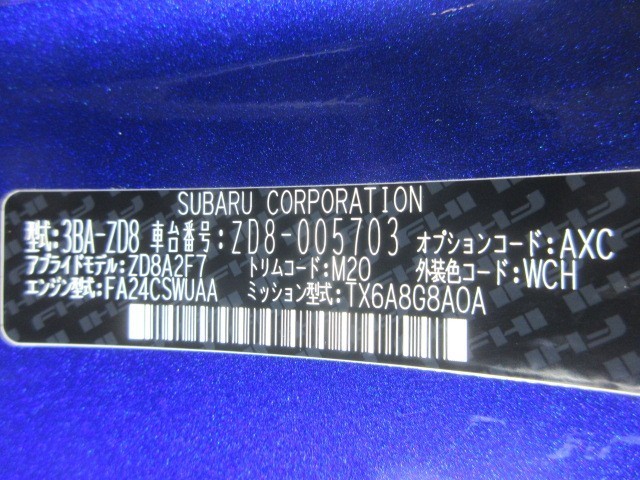 SUBARU CORPORATION
型式:3BA-ZD8 車台番号:ZD8-005703 オプションコード:AXC
アプライドモデル:ZD8A2F7 トリムコード:M20 外装色コード:WCH
エンジン型式:FA24CSWUAA ミッション型式:TX6A8G8A0A